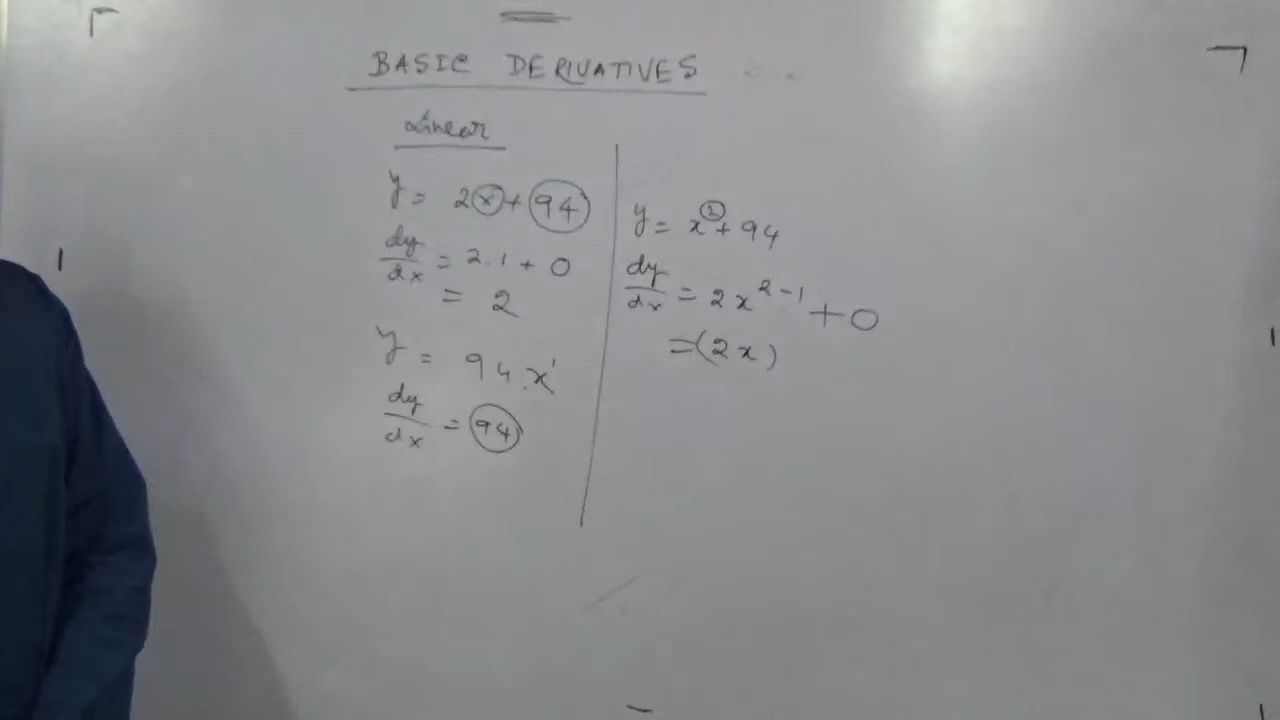 BASIC DERIVATIVES
Linear
y = 2x + 94
dy/dx = 2.1 + 0
= 2
y = 94.x¹
dy/dx = 94
y = x² + 94
dy/dx = 2x²⁻¹ + 0
= (2x)